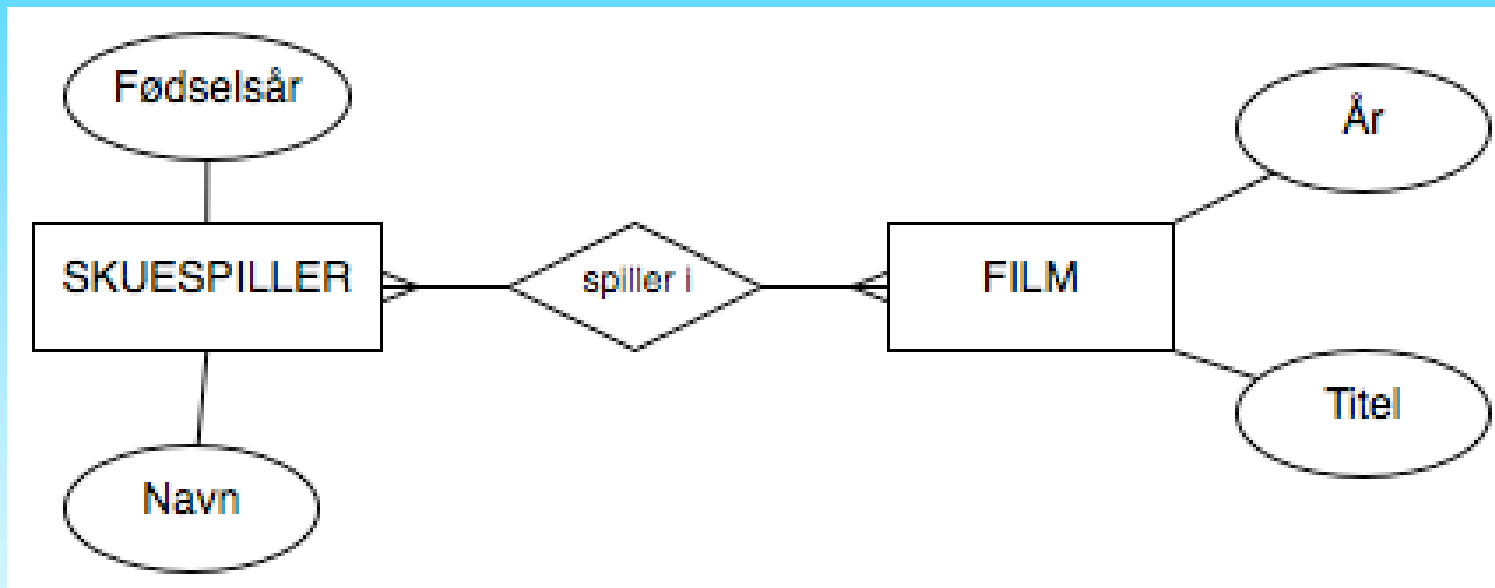 Fødselsår
År
SKUESPILLER
spiller i
FILM
Titel
Navn